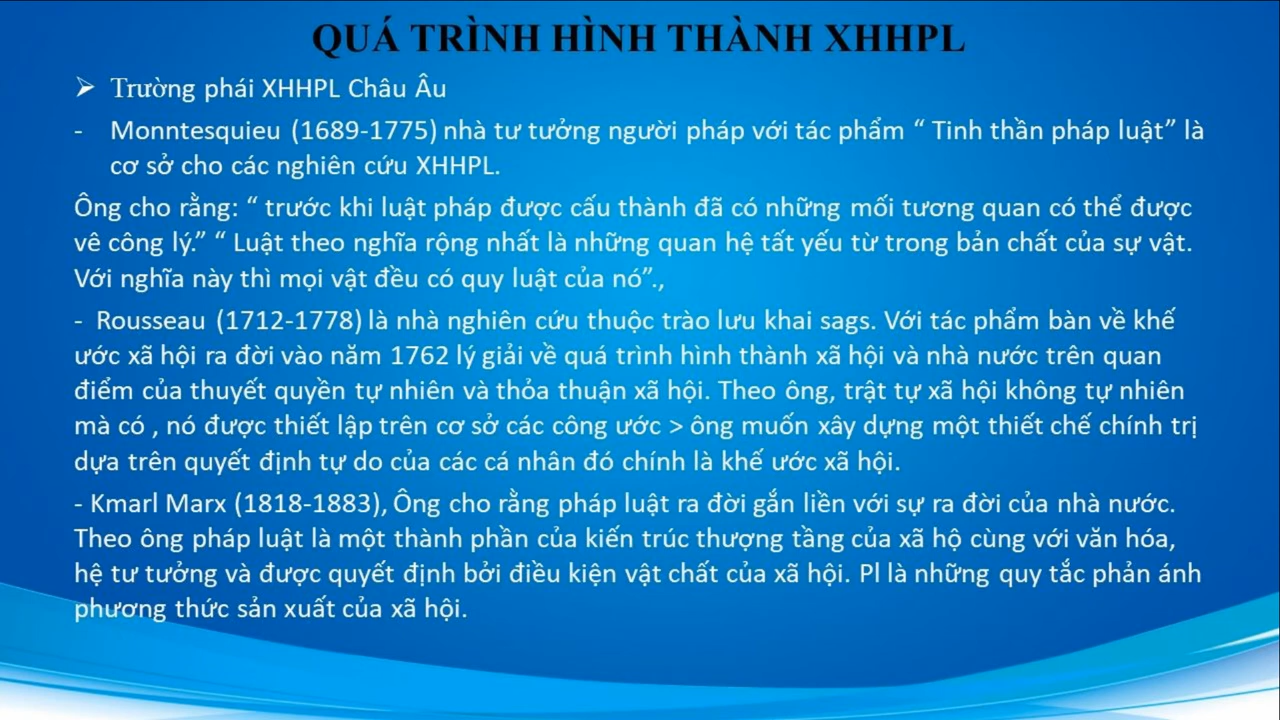 QUÁ TRÌNH HÌNH THÀNH XHHPL
➢ Trường phái XHHPL Châu Âu
- Monntesquieu (1689-1775) nhà tư tưởng người pháp với tác phẩm “ Tinh thần pháp luật” là
cơ sở cho các nghiên cứu XHHPL.
Ông cho rằng: “ trước khi luật pháp được cấu thành đã có những mối tương quan có thể được
vê công lý.” “ Luật theo nghĩa rộng nhất là những quan hệ tất yếu từ trong bản chất của sự vật.
Với nghĩa này thì mọi vật đều có quy luật của nó”.,
- Rousseau (1712-1778) là nhà nghiên cứu thuộc trào lưu khai sags. Với tác phẩm bàn về khế
ước xã hội ra đời vào năm 1762 lý giải về quá trình hình thành xã hội và nhà nước trên quan
điểm của thuyết quyền tự nhiên và thỏa thuận xã hội. Theo ông, trật tự xã hội không tự nhiên
mà có , nó được thiết lập trên cơ sở các công ước > ông muốn xây dựng một thiết chế chính trị
dựa trên quyết định tự do của các cá nhân đó chính là khế ước xã hội.
- Kmarl Marx (1818-1883), Ông cho rằng pháp luật ra đời gắn liền với sự ra đời của nhà nước.
Theo ông pháp luật là một thành phần của kiến trúc thượng tầng của xã hộ cùng với văn hóa,
hệ tư tưởng và được quyết định bởi điều kiện vật chất của xã hội. Pl là những quy tắc phản ánh
phương thức sản xuất của xã hội.